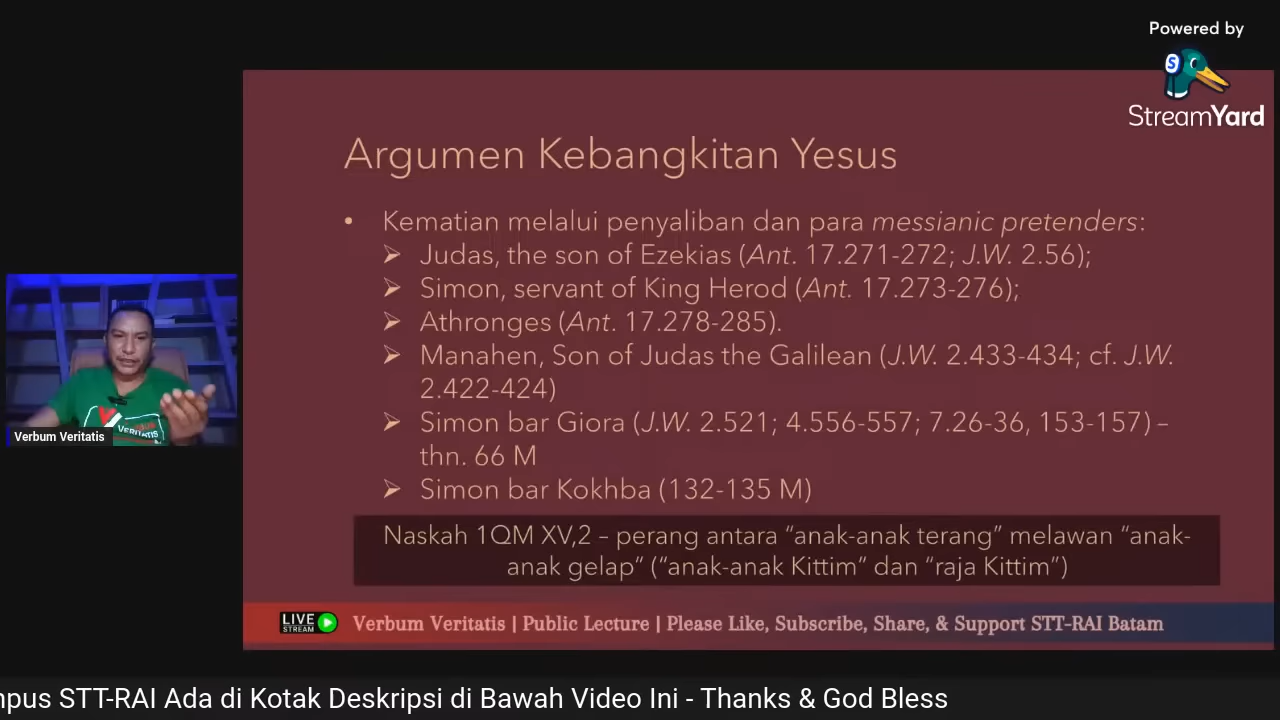 Powered by
S
StreamYard
Argumen Kebangkitan Yesus
• Kematian melalui penyaliban dan para messianic pretenders:
➢ Judas, the son of Ezekias (Ant. 17.271-272; J.W. 2.56);
➢ Simon, servant of King Herod (Ant. 17.273-276);
➢ Athronges (Ant. 17.278-285).
➢ Manahen, Son of Judas the Galilean (J.W. 2.433-434; cf. J.W.
2.422-424)
➢ Simon bar Giora (J.W. 2.521; 4.556-557; 7.26-36, 153-157) –
thn. 66 M
➢ Simon bar Kokhba (132-135 M)
Naskah 1QM XV,2 – perang antara “anak-anak terang” melawan “anak-
anak gelap” (“anak-anak Kittim” dan “raja Kittim”)
Verbum Veritatis
LIVE
STREAM
Verbum Veritatis | Public Lecture | Please Like, Subscribe, Share, & Support STT-RAI Batam
npus STT-RAI Ada di Kotak Deskripsi di Bawah Video Ini - Thanks & God Bless